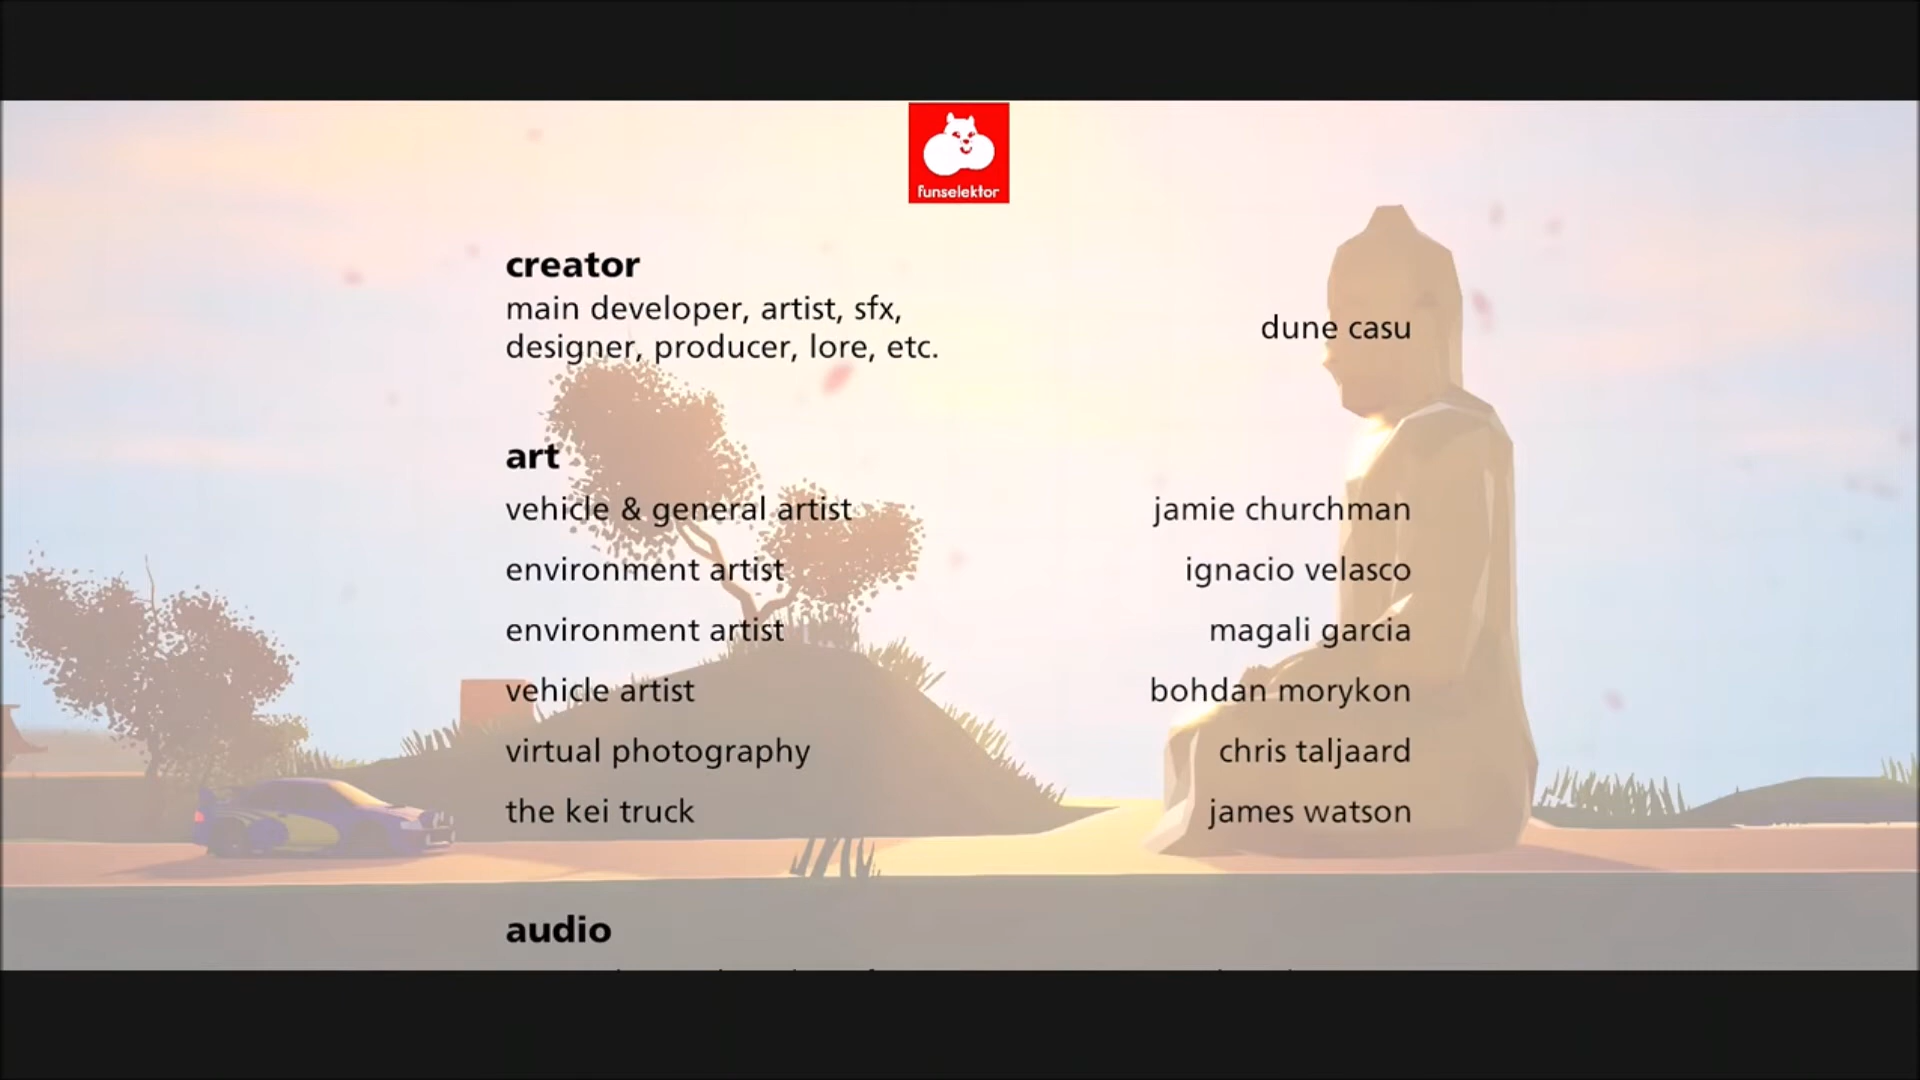 funselektor
creator
main developer, artist, sfx,
designer, producer, lore, etc.
dune casu
art
vehicle & general artist jamie churchman
environment artist ignacio velasco
environment artist magali garcia
vehicle artist bohdan morykon
virtual photography chris taljaard
the kei truck james watson
audio